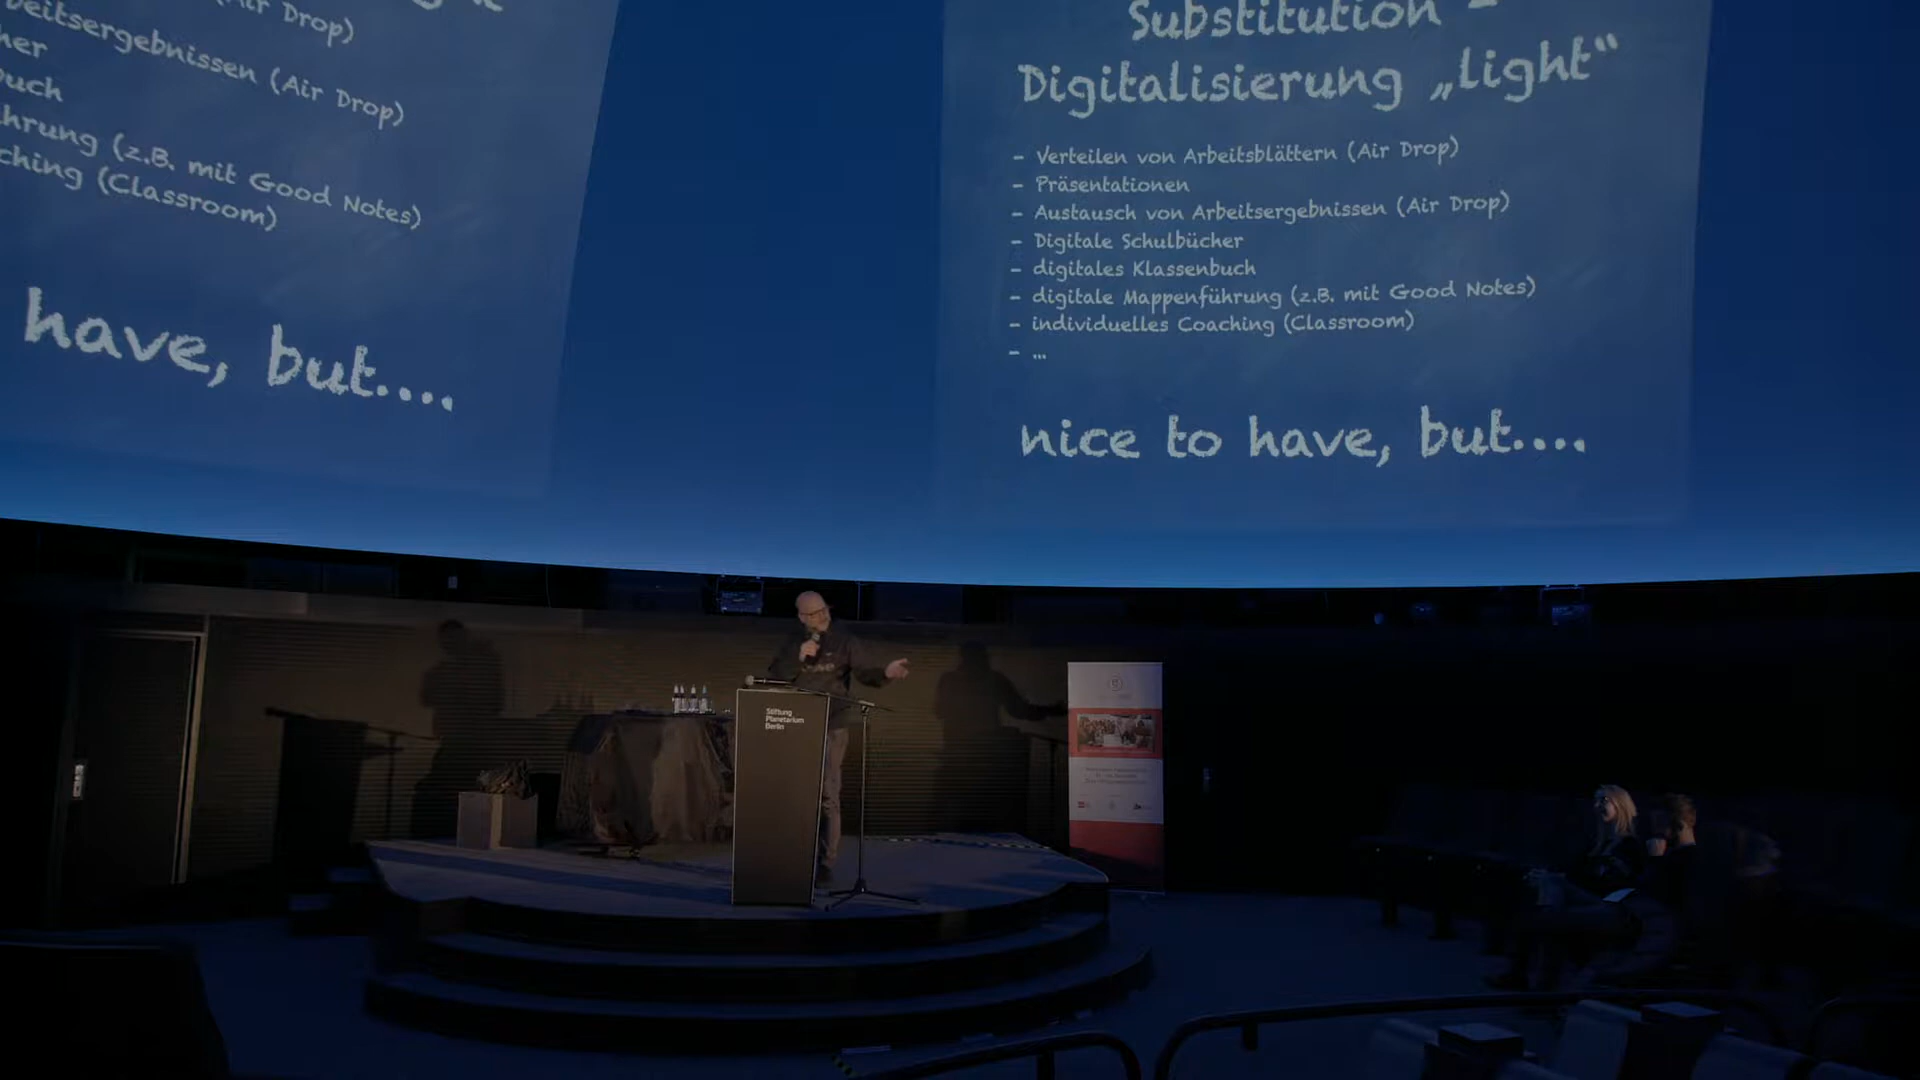 Air Drop)
beitsergebnissen (Air Drop)
her
buch
hrung (z.B. mit Good Notes)
ching (Classroom)
have, but....
Substitution -
Digitalisierung „light“
- Verteilen von Arbeitsblättern (Air Drop)
- Präsentationen
- Austausch von Arbeitsergebnissen (Air Drop)
- Digitale Schulbücher
- digitales Klassenbuch
- digitale Mappenführung (z.B. mit Good Notes)
- individuelles Coaching (Classroom)
- ...
nice to have, but....
Stiftung
Planetarium
Berlin